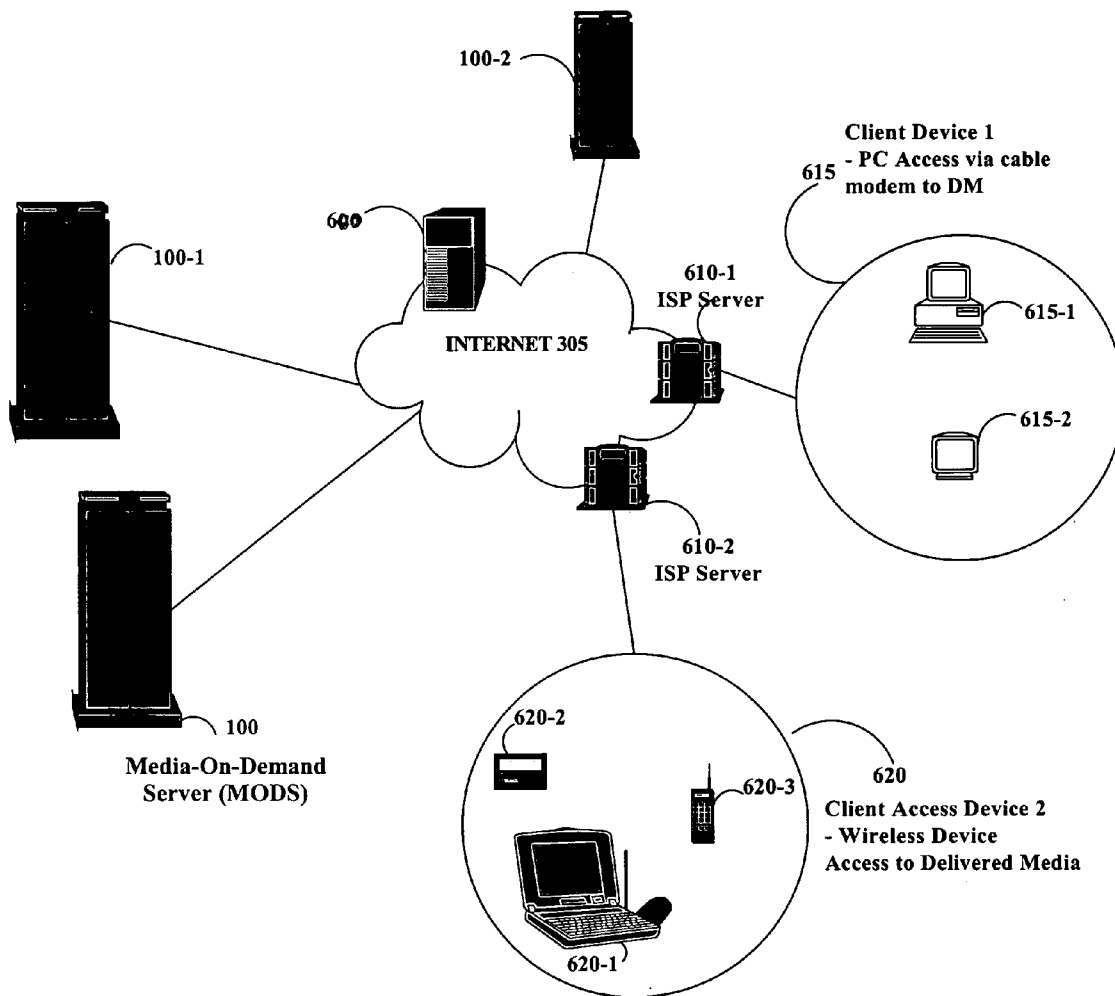 100-2
Client Device 1
- PC Access via cable
modem to DM
615
600
100-1
610-1
ISP Server
615-1
INTERNET 305
615-2
610-2
ISP Server
100
Media-On-Demand
Server (MODS)
620-2
620-3
620
Client Access Device 2
- Wireless Device
Access to Delivered Media
620-1